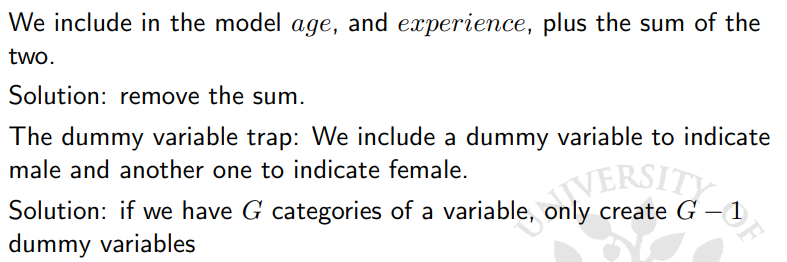 We include in the model age, and experience, plus the sum of the
two.
Solution: remove the sum.
The dummy variable trap: We include a dummy variable to indicate
male and another one to indicate female.
Solution: if we have G categories of a variable, only create G − 1
dummy variables
UNIVERSITY OF